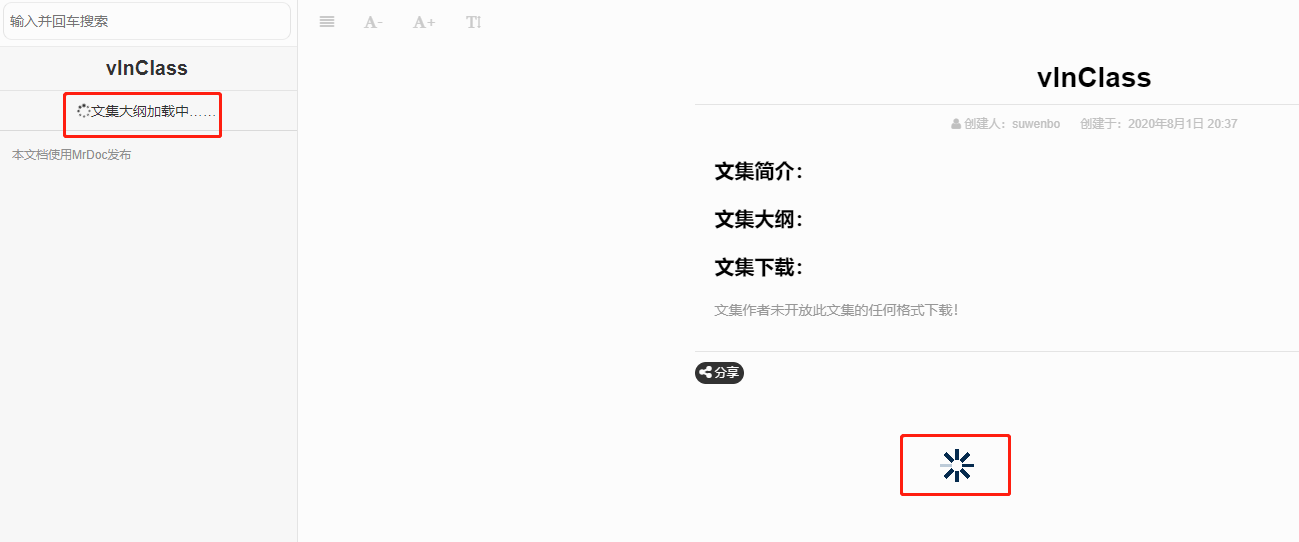 输入并回车搜索
A-
A+
T!
vInClass
文集大纲加载中……
本文档使用MrDoc发布
vInClass
创建人：suwenbo 创建于：2020年8月1日 20:37
文集简介：
文集大纲：
文集下载：
文集作者未开放此文集的任何格式下载！
分享